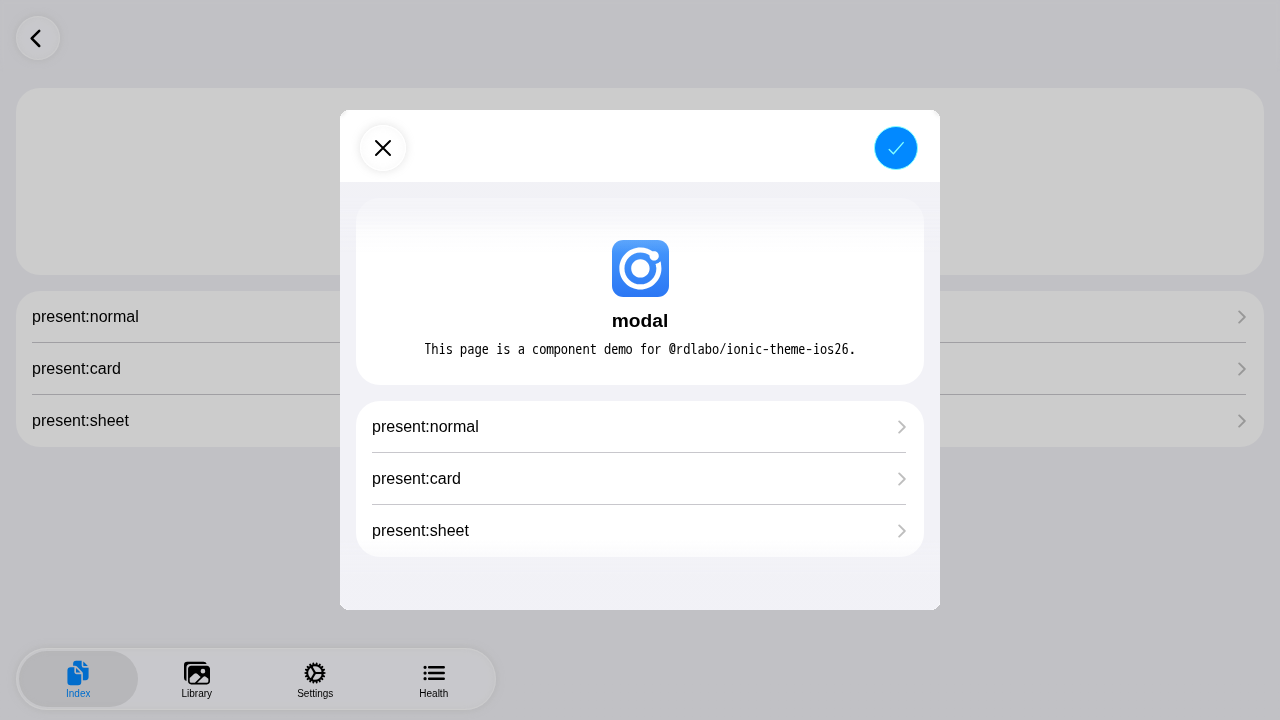 modal
This page is a component demo for @rdlabo/ionic-theme-ios26.
present:normal
present:card
present:sheet
present:normal
present:card
present:sheet
Index
Library
Settings
Health